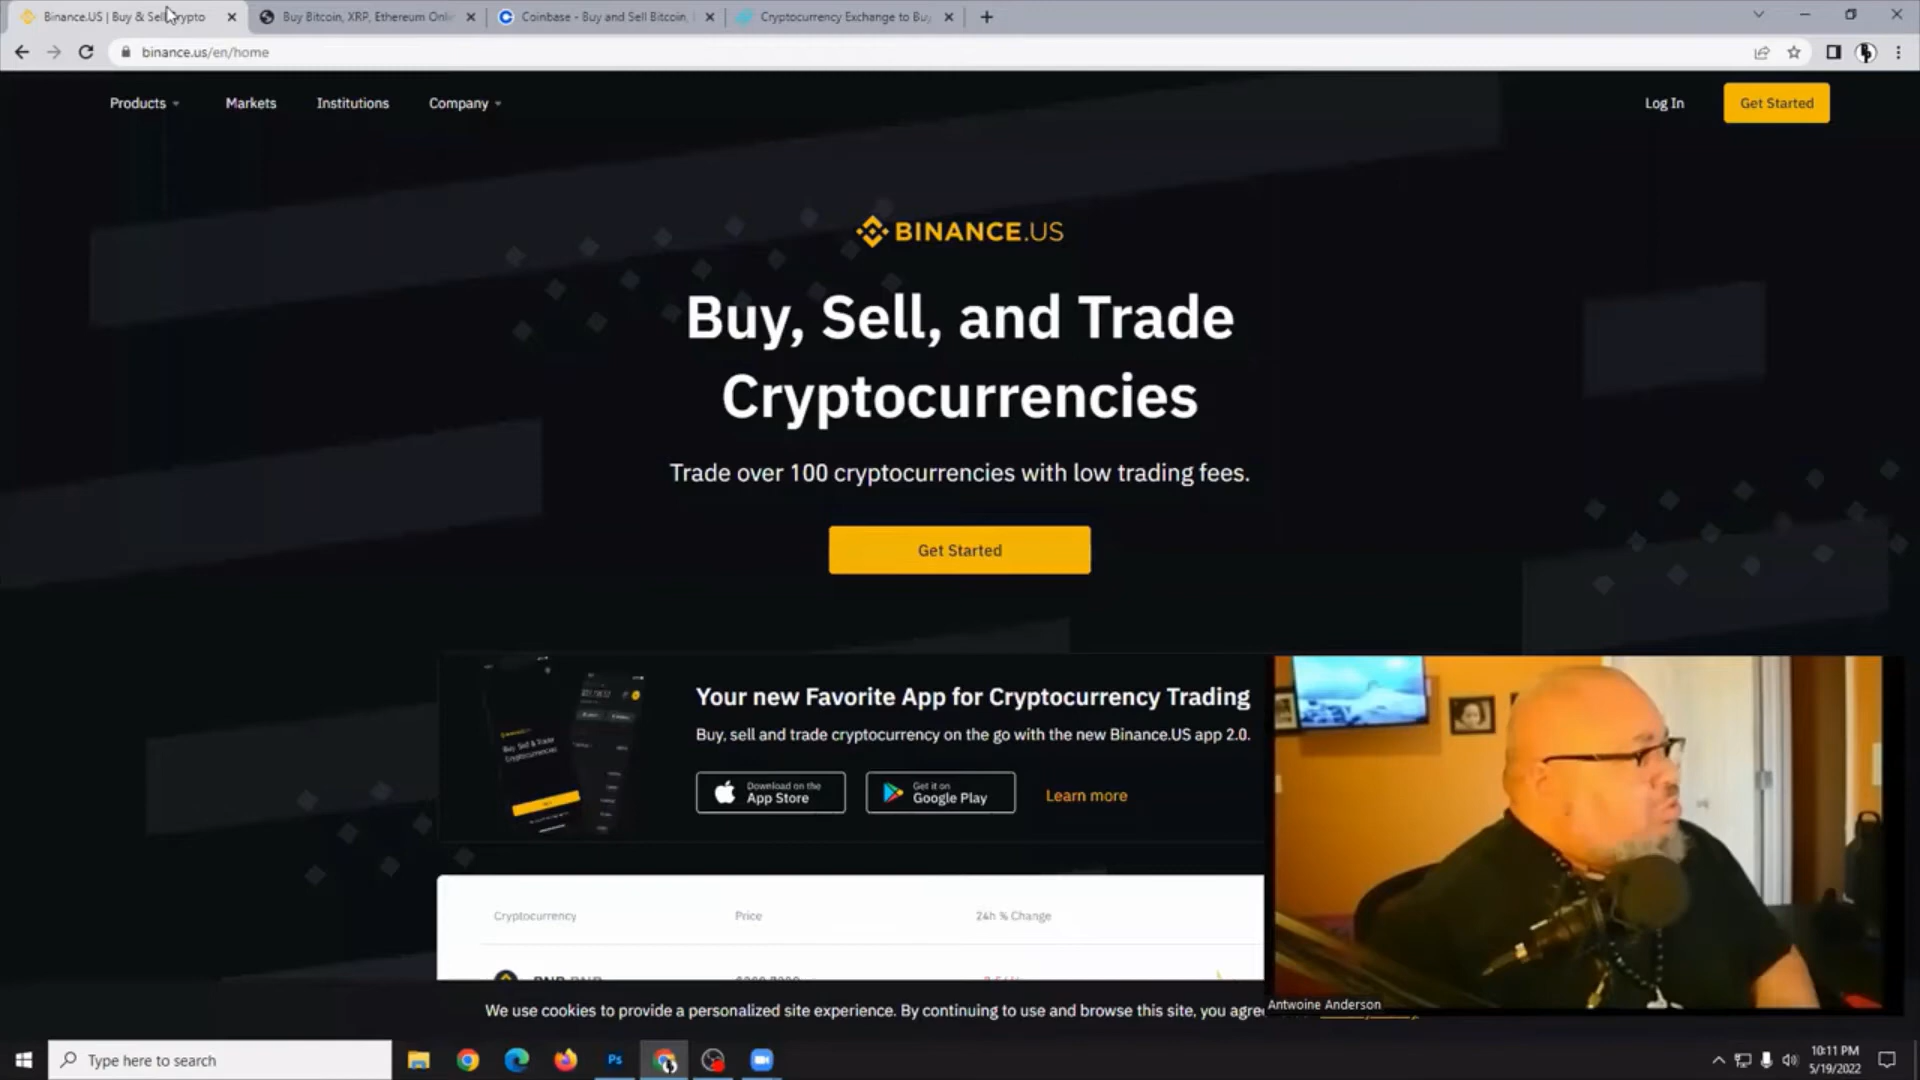 Binance.US | Buy & Sell Crypto
Buy Bitcoin, XRP, Ethereum Onli
Coinbase - Buy and Sell Bitcoin,
Cryptocurrency Exchange to Buy
binance.us/en/home
Products
Markets
Institutions
Company
Log In
Get Started
BINANCE.US
Buy, Sell, and Trade
Cryptocurrencies
Trade over 100 cryptocurrencies with low trading fees.
Get Started
Your new Favorite App for Cryptocurrency Trading
Buy, sell and trade cryptocurrency on the go with the new Binance.US app 2.0.
Download on the
App Store
Get it on
Google Play
Learn more
Buy, Sell & Trade
Cryptocurrencies
Cryptocurrency
Price
24h % Change
We use cookies to provide a personalized site experience. By continuing to use and browse this site, you agre
Antwoine Anderson
Type here to search
Ps
10:11 PM
5/19/2022